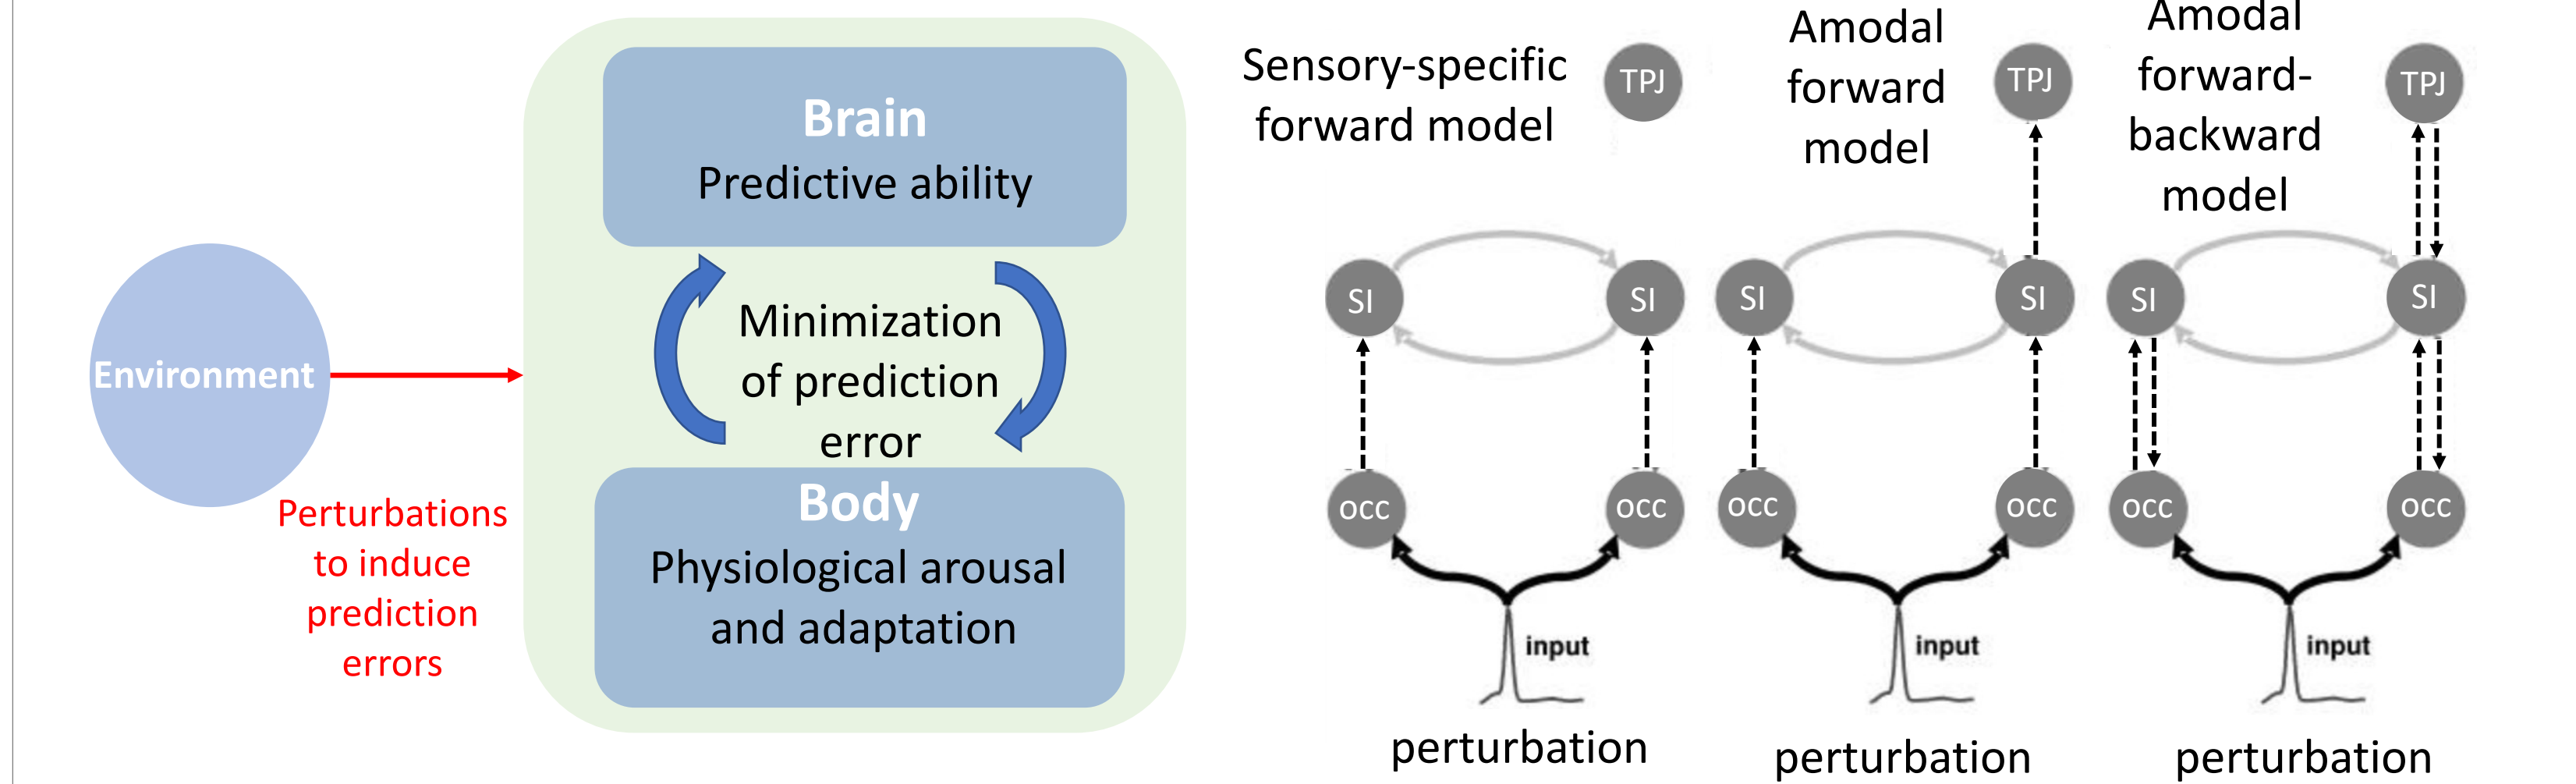 Environment
Perturbations
to induce
prediction
errors
Brain
Predictive ability
Minimization
of prediction
error
Body
Physiological arousal
and adaptation
Sensory-specific
forward model
TPJ
SI
SI
OCC
OCC
input
perturbation
Amodal
forward
model
TPJ
SI
SI
OCC
OCC
input
perturbation
Amodal
forward-
backward
model
TPJ
SI
SI
OCC
OCC
input
perturbation